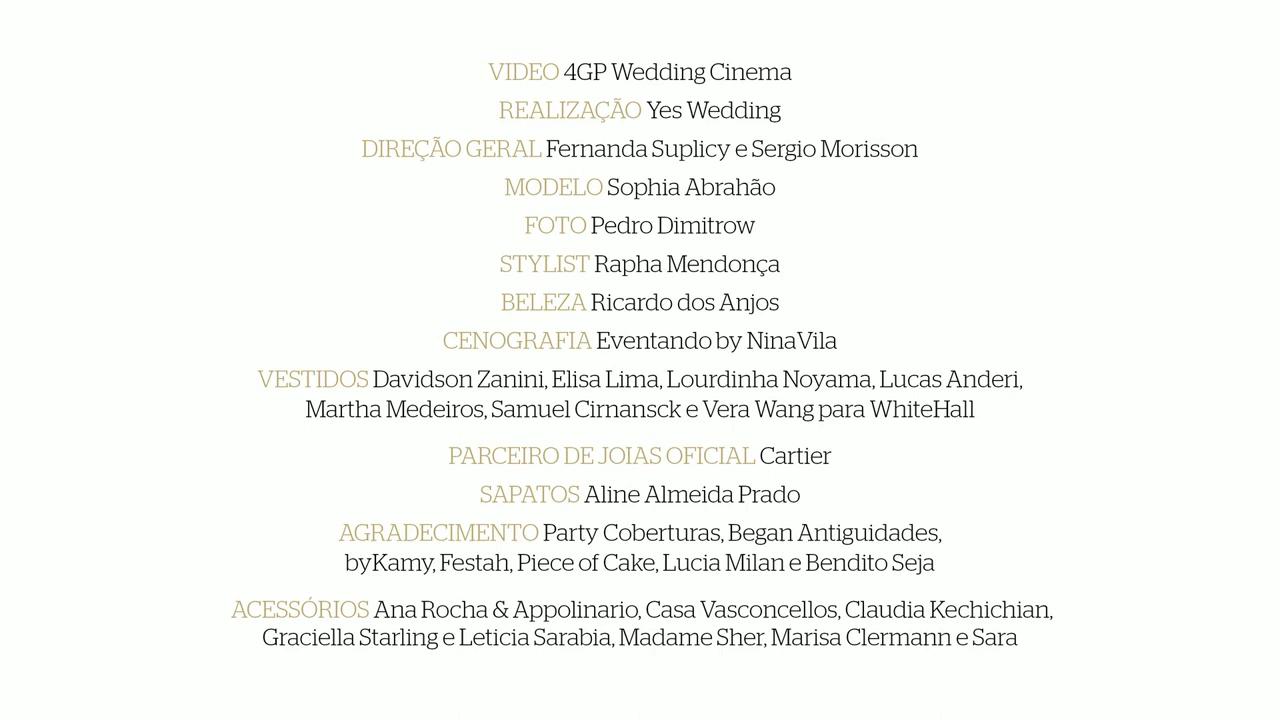 VIDEO 4GP Wedding Cinema
REALIZAÇÃO Yes Wedding
DIREÇÃO GERAL Fernanda Suplicy e Sergio Morisson
MODELO Sophia Abrahão
FOTO Pedro Dimitrow
STYLIST Rapha Mendonça
BELEZA Ricardo dos Anjos
CENOGRAFIA Eventando by NinaVila
VESTIDOS Davidson Zanini, Elisa Lima, Lourdinha Noyama, Lucas Anderi,
Martha Medeiros, Samuel Cirnansck e Vera Wang para WhiteHall
PARCEIRO DE JOIAS OFICIAL Cartier
SAPATOS Aline Almeida Prado
AGRADECIMENTO Party Coberturas, Began Antiguidades,
byKamy, Festah, Piece of Cake, Lucia Milan e Bendito Seja
ACESSÓRIOS Ana Rocha & Appolinario, Casa Vasconcellos, Claudia Kechichian,
Graciella Starling e Leticia Sarabia, Madame Sher, Marisa Clermann e Sara